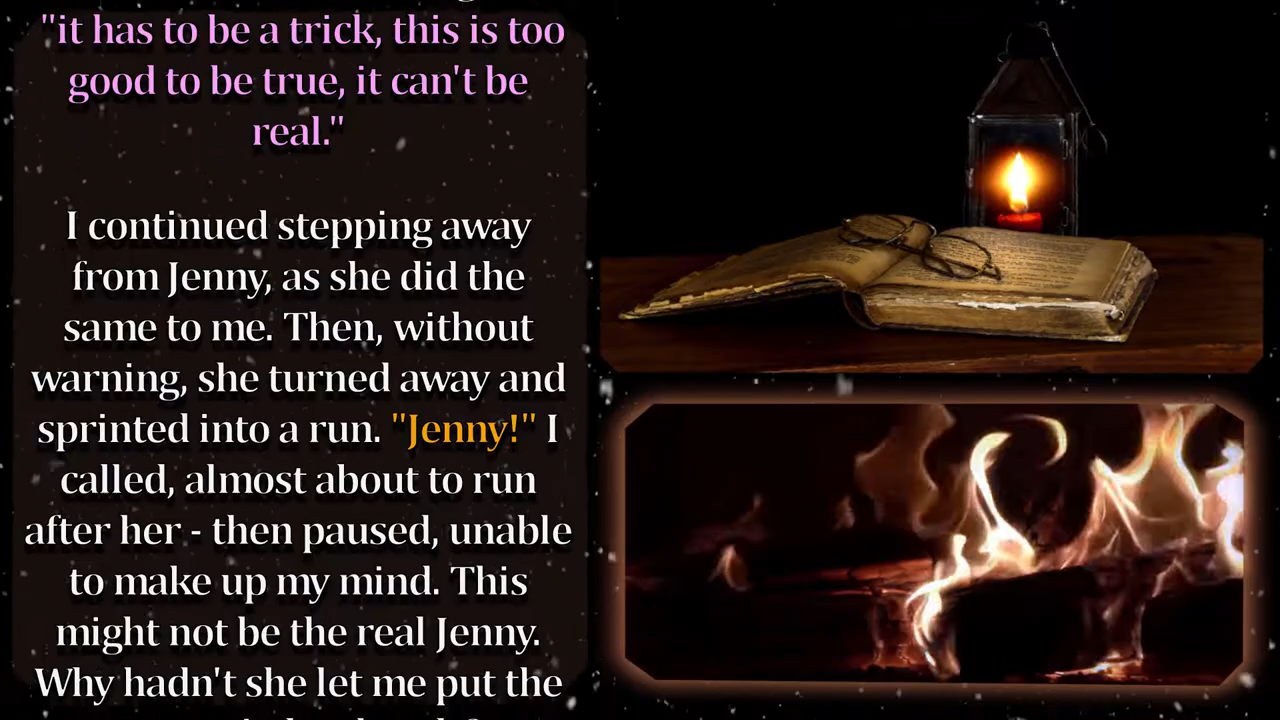 "it has to be a trick, this is too
good to be true, it can't be
real."
I continued stepping away
from Jenny, as she did the
same to me. Then, without
warning, she turned away and
sprinted into a run. "Jenny!" I
called, almost about to run
after her - then paused, unable
to make up my mind. This
might not be the real Jenny.
Why hadn't she let me put the